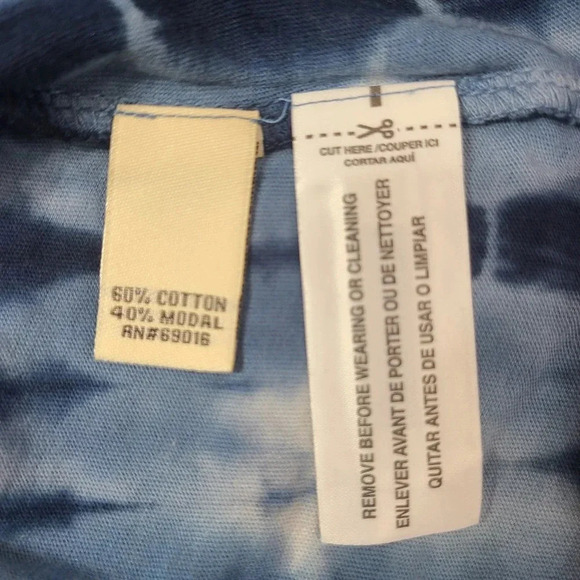 60% COTTON
40% MODAL
RN#69016
CUT HERE /COUPER ICI
CORTAR AQUÍ
REMOVE BEFORE WEARING OR CLEANING
ENLEVER AVANT DE PORTER OU DE NETTOYER
QUITAR ANTES DE USAR O LIMPIAR